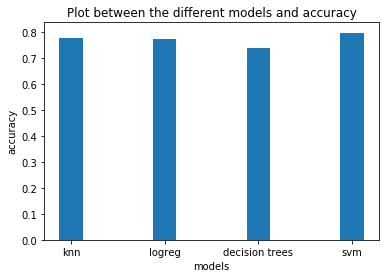 Plot between the different models and accuracy
0.8
0.7
0.6
0.5
0.4
0.3
0.2
0.1
0.0
accuracy
knn logreg decision trees svm
models